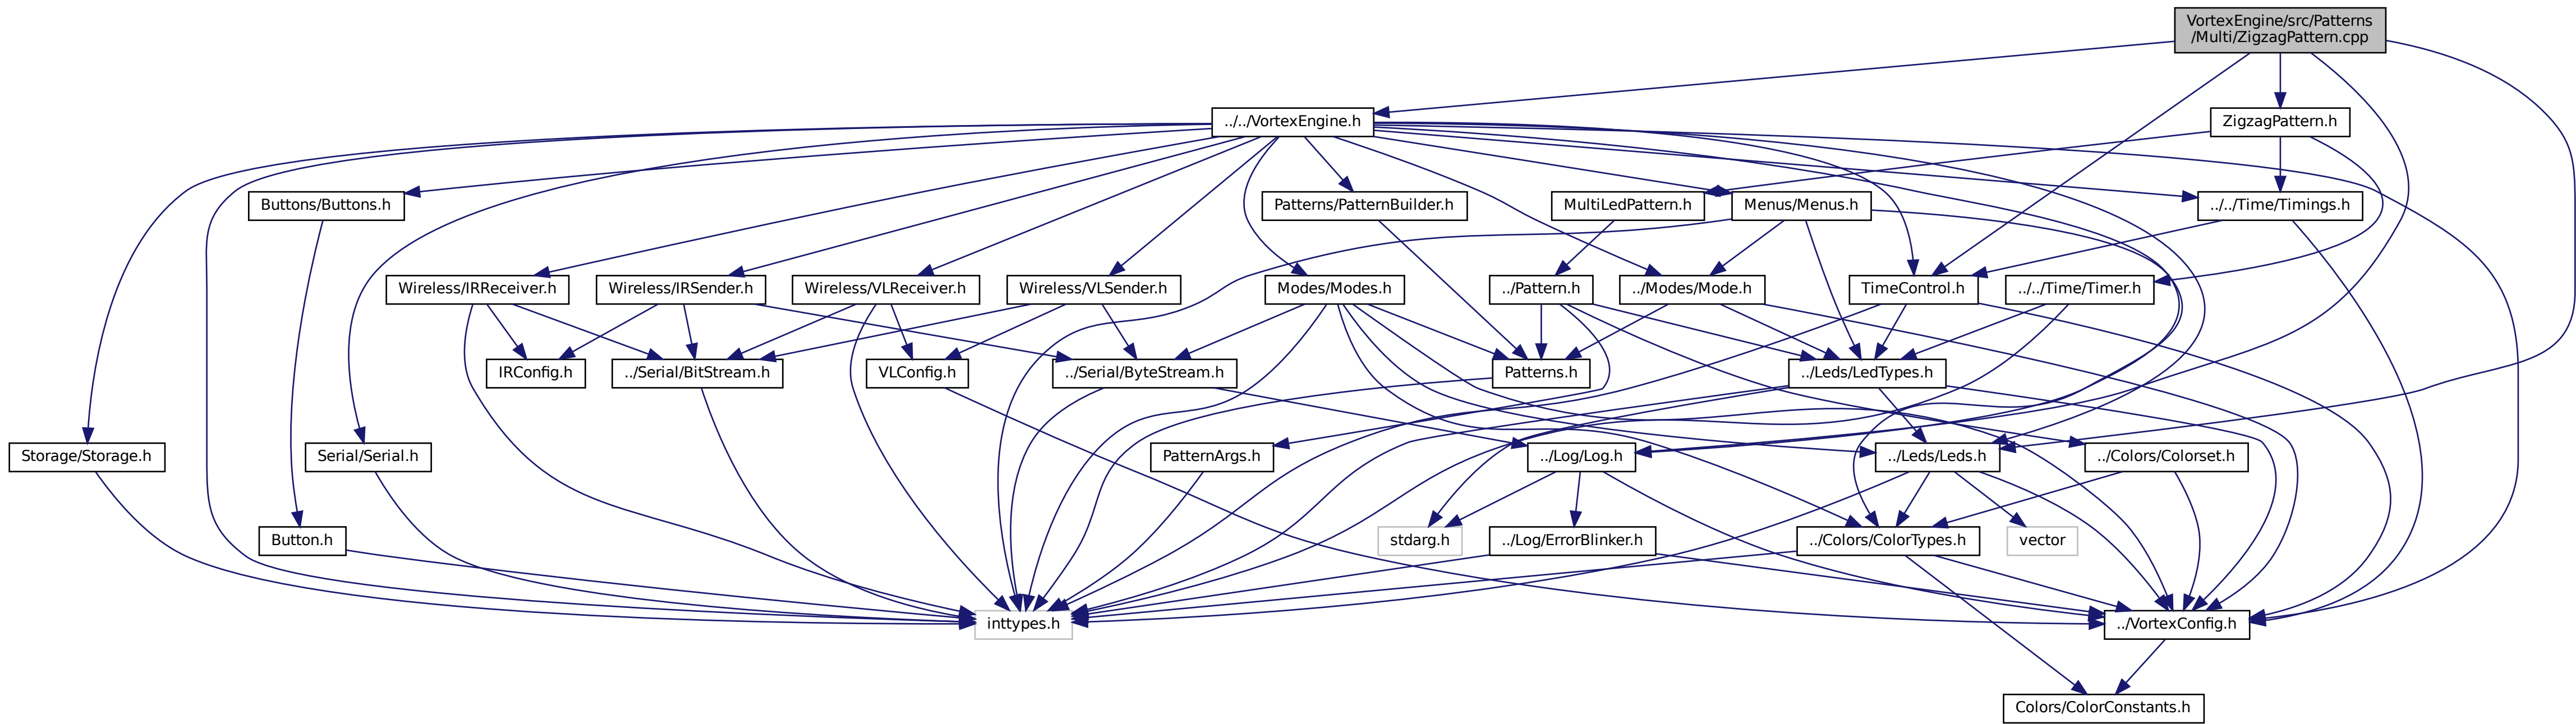 VortexEngine/src/Patterns
/Multi/ZigzagPattern.cpp
../../VortexEngine.h
ZigzagPattern.h
Buttons/Buttons.h
Patterns/PatternBuilder.h
MultiLedPattern.h
Menus/Menus.h
../../Time/Timings.h
Wireless/IRReceiver.h
Wireless/IRSender.h
Wireless/VLReceiver.h
Wireless/VLSender.h
Modes/Modes.h
../Pattern.h
../Modes/Mode.h
TimeControl.h
../../Time/Timer.h
IRConfig.h
../Serial/BitStream.h
VLConfig.h
../Serial/ByteStream.h
Patterns.h
../Leds/LedTypes.h
Storage/Storage.h
Serial/Serial.h
PatternArgs.h
../Log/Log.h
../Leds/Leds.h
../Colors/Colorset.h
Button.h
stdarg.h
../Log/ErrorBlinker.h
../Colors/ColorTypes.h
vector
inttypes.h
../VortexConfig.h
Colors/ColorConstants.h